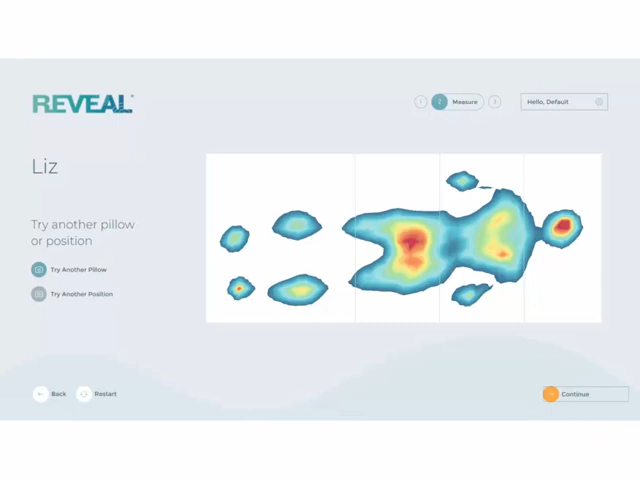 REVEAL
1
2
Measure
3
Hello, Default
Liz
Try another pillow
or position
Try Another Pillow
Try Another Position
Back
Restart
Continue